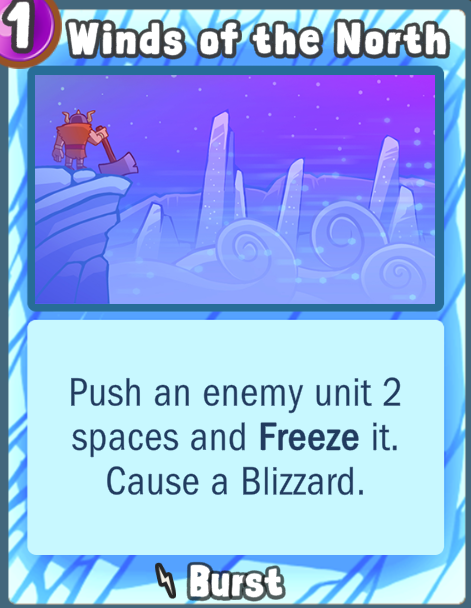 1 Winds of the North
Push an enemy unit 2
spaces and Freeze it.
Cause a Blizzard.
Burst